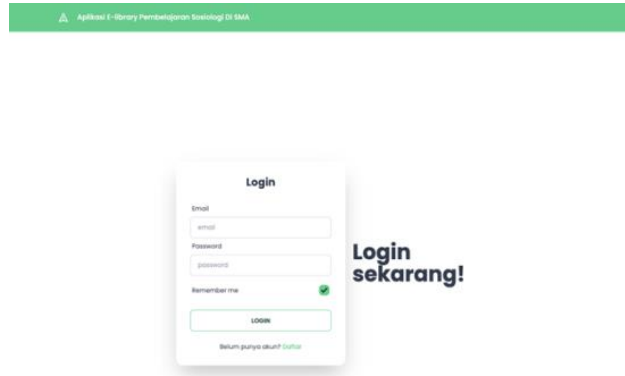 Aplikasi E-library Pembelajaran Sosiologi Di SMA
Login
Email
email
Password
password
Remember me
LOGIN
Belum punya akun? Daftar
Login
sekarang!